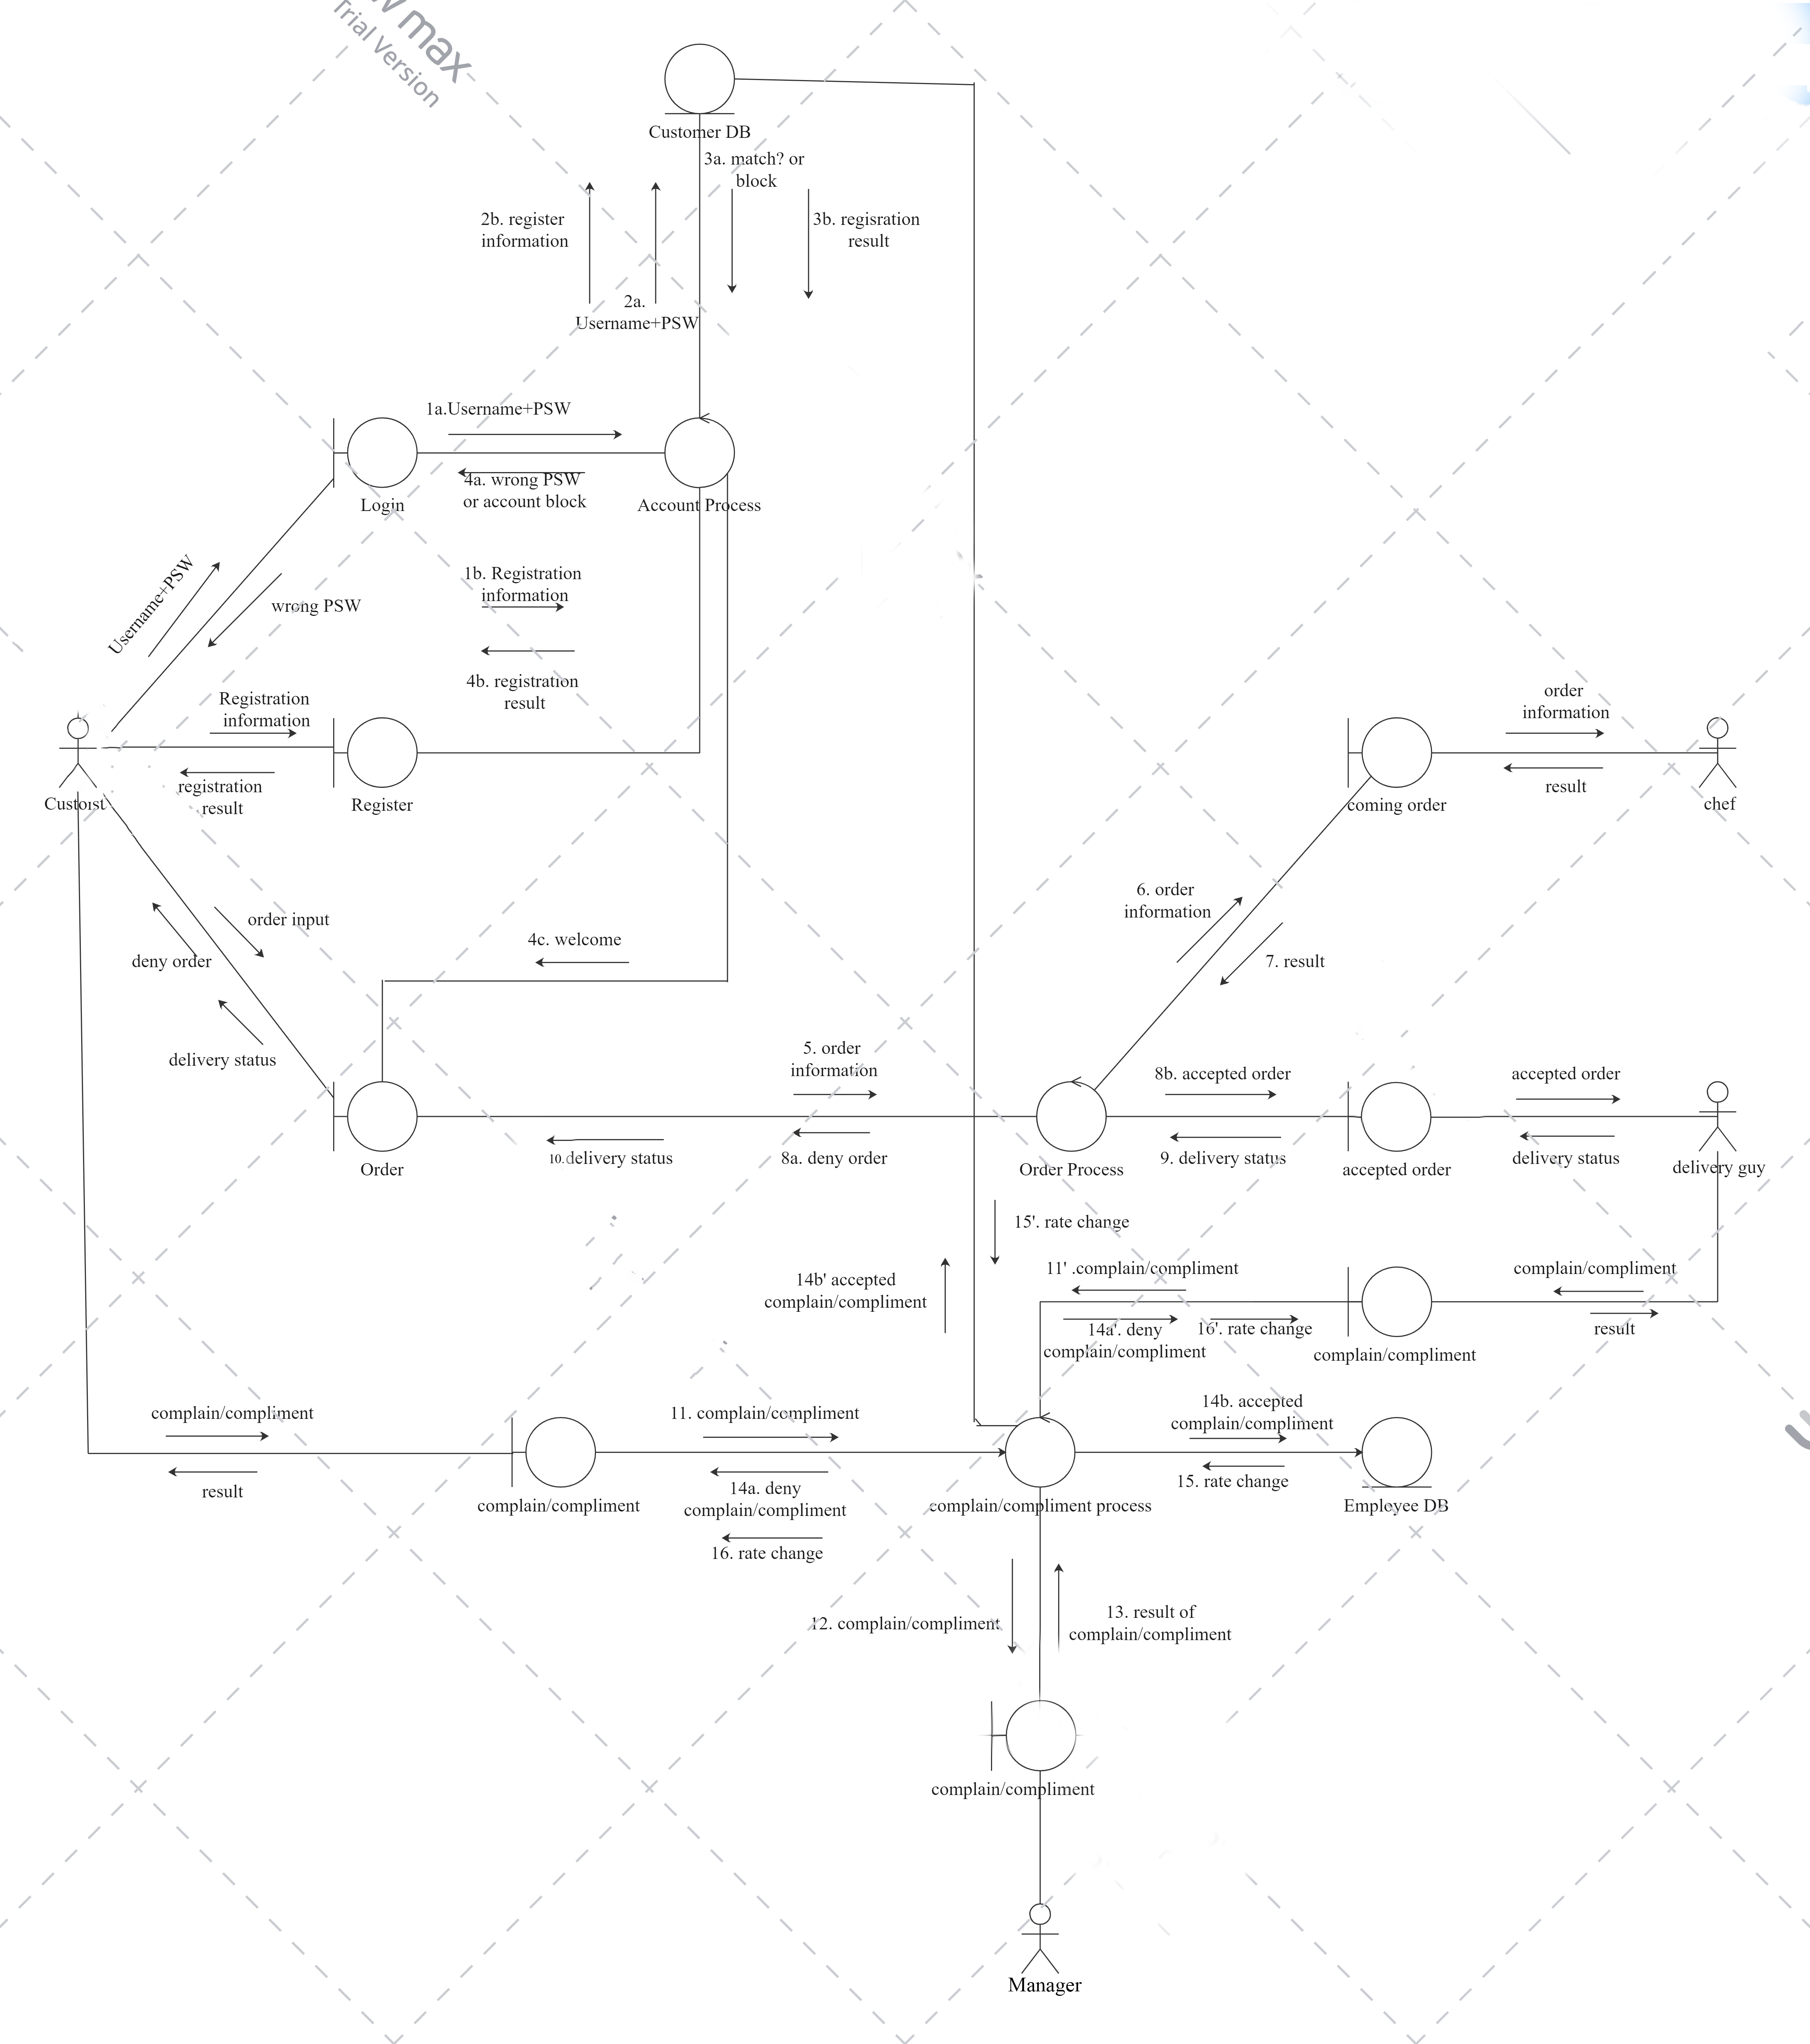 max
Trial Version
Customer DB
3a. match? or
block
2b. register
information
3b. regisration
result
2a.
Username+PSW
1a.Username+PSW
4a. wrong PSW
or account block
Login
Account Process
Username+PSW
wrong PSW
1b. Registration
information
4b. registration
result
Registration
information
registration
result
Register
order
information
result
coming order
chef
order input
deny order
delivery status
4c. welcome
6. order
information
7. result
5. order
information
8b. accepted order
accepted order
10.delivery status
8a. deny order
9. delivery status
delivery status
Order
Order Process
accepted order
delivery guy
15'. rate change
14b' accepted
complain/compliment
11' .complain/compliment
complain/compliment
14a'. deny
complain/compliment
16'. rate change
result
complain/compliment
complain/compliment
result
11. complain/compliment
14a. deny
complain/compliment
16. rate change
14b. accepted
complain/compliment
15. rate change
complain/compliment
complain/compliment process
Employee DB
12. complain/compliment
13. result of
complain/compliment
complain/compliment
Manager